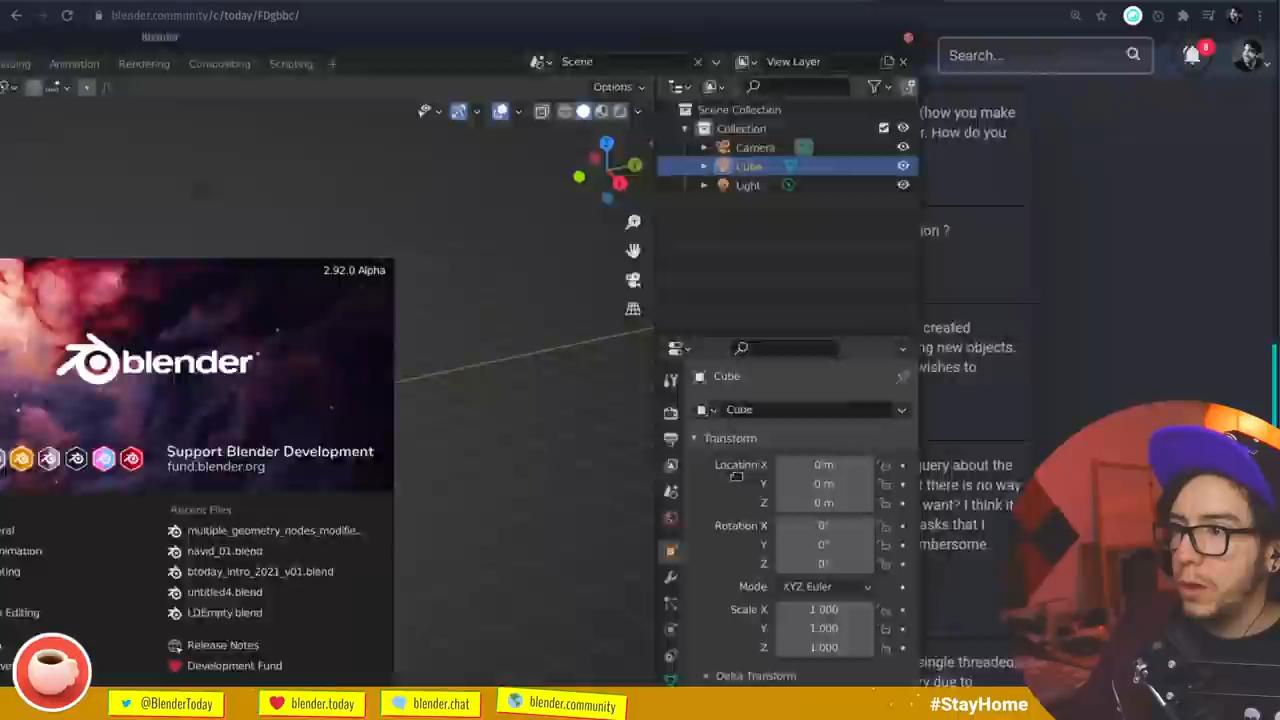 blender.community/c/today/FDgbbc/
Blender
Animation Rendering Compositing Scripting +
Scene
View Layer
Search...
8
Options
Scene Collection
Collection
Camera
Cube
Light
(how you make
r. How do you
ion ?
created
ng new objects.
wishes to
query about the
t there is no way
want? I think it
asks that I
mbersome.
single threaded,
ry due to
2.92.0 Alpha
blender
Support Blender Development
fund.blender.org
Recent Files
multiple_geometry_nodes_modifie...
navid_01.blend
btoday_intro_2021_v01.blend
untitled4.blend
LDEmpty.blend
Release Notes
Development Fund
Cube
Cube
Transform
Location X 0 m
Y 0 m
Z 0 m
Rotation X 0°
Y 0°
Z 0°
Mode XYZ Euler
Scale X 1.000
Y 1.000
Z 1.000
Delta Transform
@BlenderToday
blender.today
blender.chat
blender.community
#StayHome